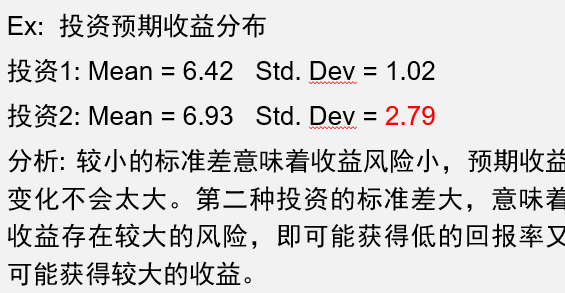 Ex:  投资预期收益分布
投资1: Mean = 6.42   Std. Dev = 1.02
投资2: Mean = 6.93   Std. Dev = 2.79
分析: 较小的标准差意味着收益风险小，预期收益
变化不会太大。第二种投资的标准差大，意味着
收益存在较大的风险，即可能获得低的回报率又
可能获得较大的收益。